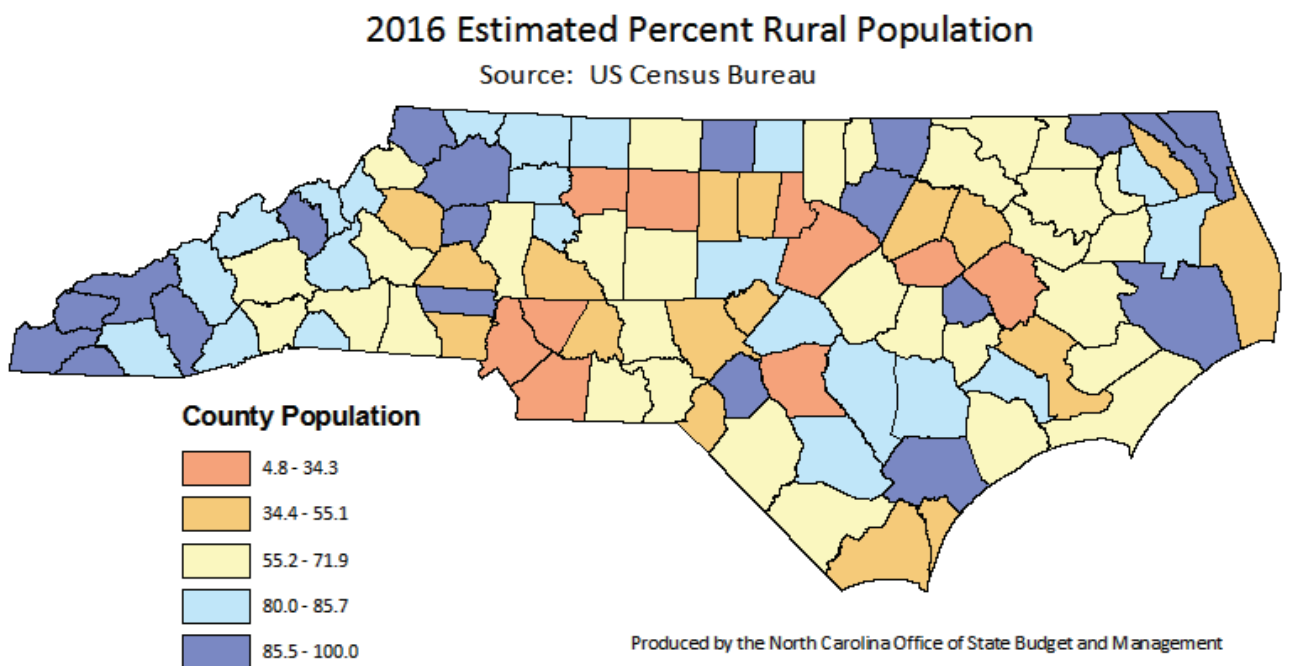 2016 Estimated Percent Rural Population
Source: US Census Bureau
County Population
4.8 - 34.3
34.4 - 55.1
55.2 - 71.9
80.0 - 85.7
85.5 - 100.0
Produced by the North Carolina Office of State Budget and Management